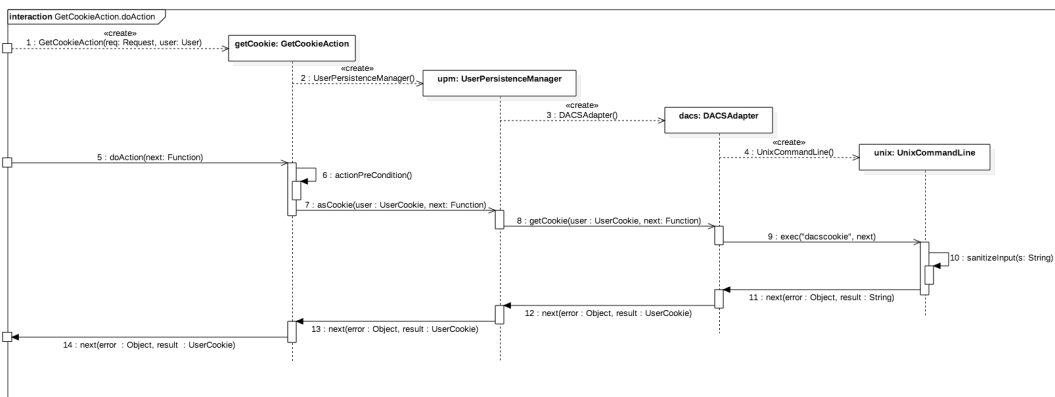 interaction GetCookieAction.doAction
«create»
1 : GetCookieAction(req: Request, user: User)
getCookie: GetCookieAction
«create»
2 : UserPersistenceManager()
upm: UserPersistenceManager
«create»
3 : DACSAdapter()
dacs: DACSAdapter
«create»
4 : UnixCommandLine()
unix: UnixCommandLine
5 : doAction(next: Function)
6 : actionPreCondition()
7 : asCookie(user : UserCookie, next: Function)
8 : getCookie(user : UserCookie, next: Function)
9 : exec("dacscookie", next)
10 : sanitizeInput(s: String)
11 : next(error : Object, result : String)
12 : next(error : Object, result : UserCookie)
13 : next(error : Object, result : UserCookie)
14 : next(error : Object, result : UserCookie)